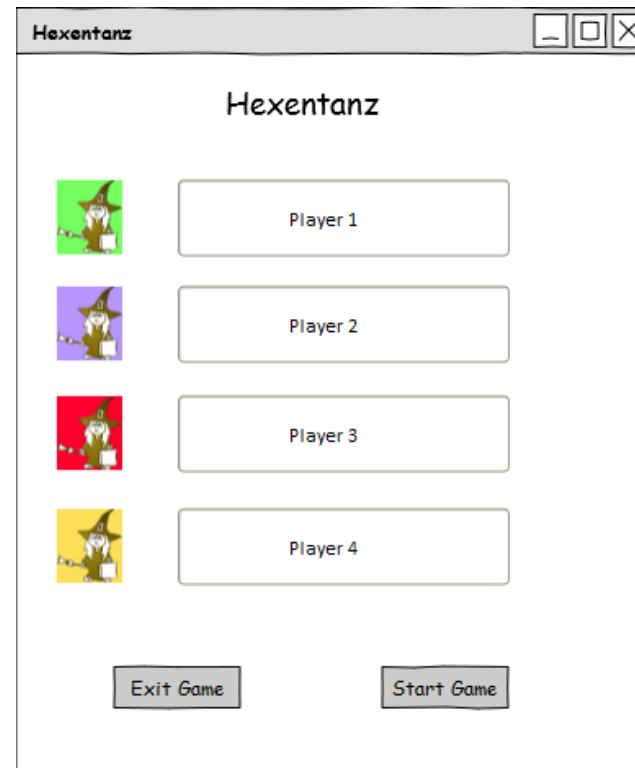 Hexentanz
Hexentanz
Player 1
Player 2
Player 3
Player 4
Exit Game
Start Game